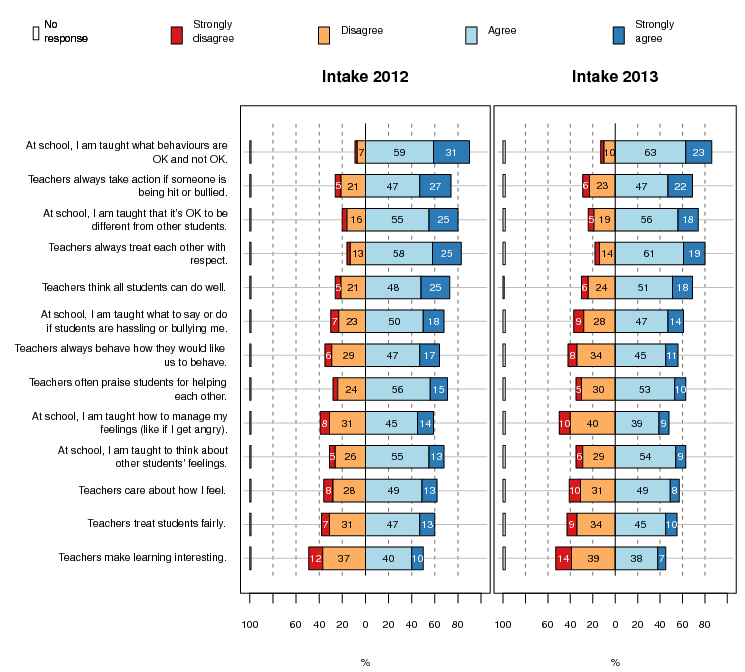 No
response
Strongly
disagree
Disagree
Agree
Strongly
agree
Intake 2012
Intake 2013
At school, I am taught what behaviours are
OK and not OK.
7 59 31
10 63 23
Teachers always take action if someone is
being hit or bullied.
5 21 47 27
6 23 47 22
At school, I am taught that it's OK to be
different from other students.
16 55 25
5 19 56 18
Teachers always treat each other with
respect.
13 58 25
14 61 19
Teachers think all students can do well.
5 21 48 25
6 24 51 18
At school, I am taught what to say or do
if students are hassling or bullying me.
7 23 50 18
9 28 47 14
Teachers always behave how they would like
us to behave.
6 29 47 17
8 34 45 11
Teachers often praise students for helping
each other.
24 56 15
5 30 53 10
At school, I am taught how to manage my
feelings (like if I get angry).
8 31 45 14
10 40 39 9
At school, I am taught to think about
other students' feelings.
5 26 55 13
6 29 54 9
Teachers care about how I feel.
8 28 49 13
10 31 49 8
Teachers treat students fairly.
7 31 47 13
9 34 45 10
Teachers make learning interesting.
12 37 40 10
14 39 38 7
100 60 40 20 0 20 40 60 80
100 60 40 20 0 20 40 60 80
%
%